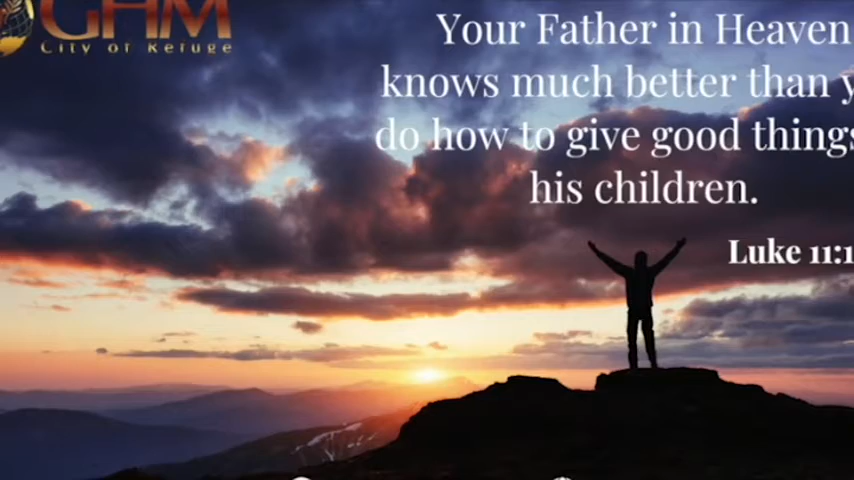 GHM
City of Refuge
Your Father in Heaven
knows much better than y
do how to give good things
his children.
Luke 11:1